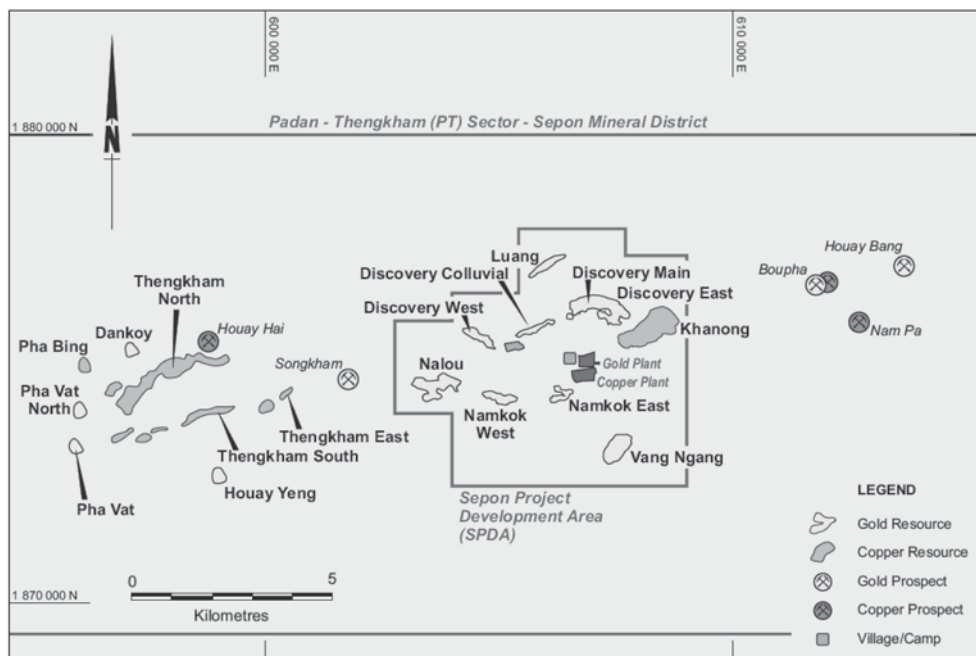 600 000 E
610 000 E
1 880 000 N
Padan - Thengkham (PT) Sector - Sepon Mineral District
N
Houay Bang
Luang
Boupha
Thengkham
North
Discovery Colluvial
Discovery Main
Discovery East
Discovery West
Khanong
Nam Pa
Dankoy
Houay Hai
Pha Bing
Songkham
Nalou
Gold Plant
Copper Plant
Pha Vat
North
Namkok
West
Namkok East
Thengkham East
Thengkham South
Vang Ngang
Houay Yeng
Pha Vat
Sepon Project
Development Area
(SPDA)
LEGEND
Gold Resource
Copper Resource
Gold Prospect
Copper Prospect
Village/Camp
0
5
Kilometres
1 870 000 N